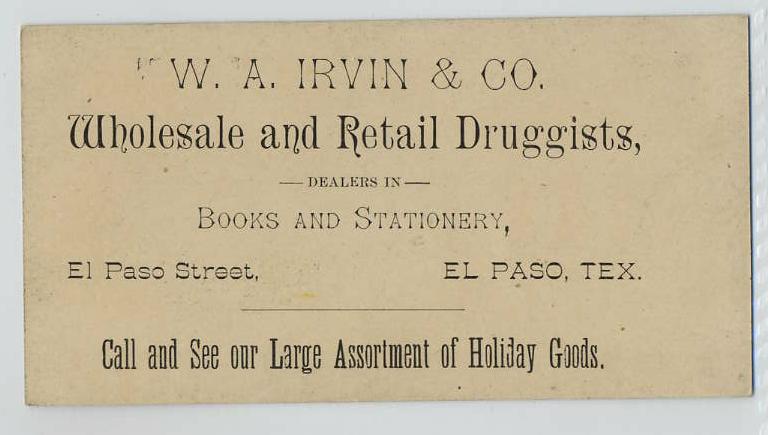 W. A. IRVIN & CO.
Wholesale and Retail Druggists,
— DEALERS IN —
BOOKS AND STATIONERY,
El Paso Street, EL PASO, TEX.
Call and See our Large Assortment of Holiday Goods.